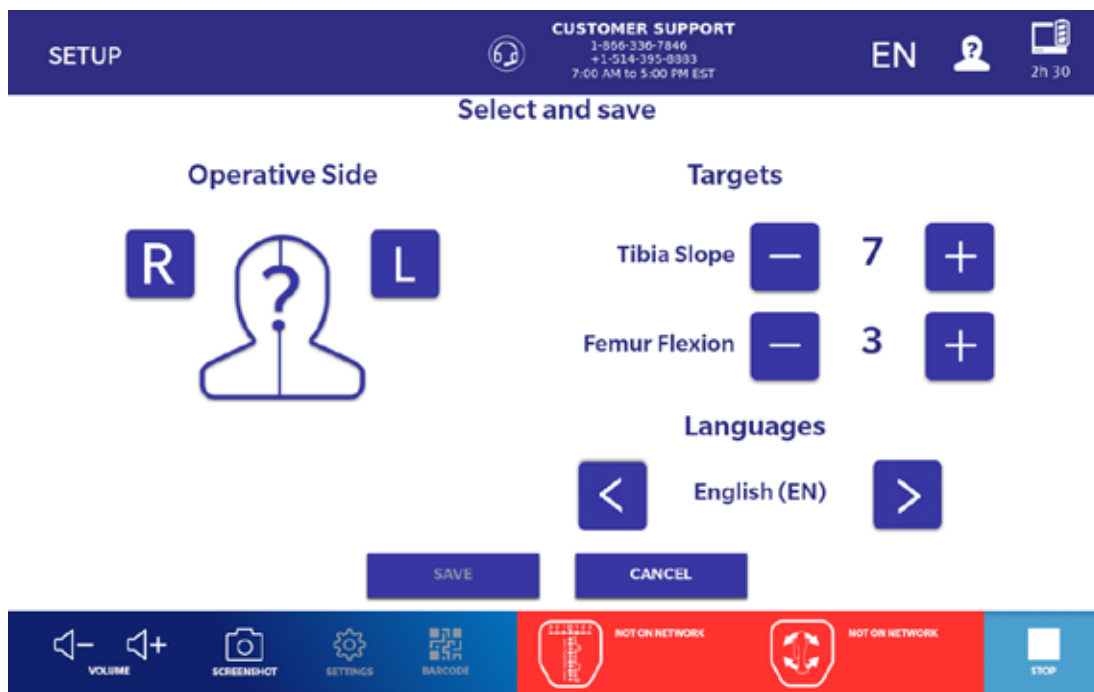 SETUP
CUSTOMER SUPPORT
1-866-336-7846
+1-514-395-8883
7:00 AM to 5:00 PM EST
EN
?
2h 30
Select and save
Operative Side
R
?
L
Targets
Tibia Slope
−
7
+
Femur Flexion
−
3
+
Languages
<
English (EN)
>
SAVE
CANCEL
VOLUME
SCREENSHOT
SETTINGS
BARCODE
NOT ON NETWORK
NOT ON NETWORK
STOP